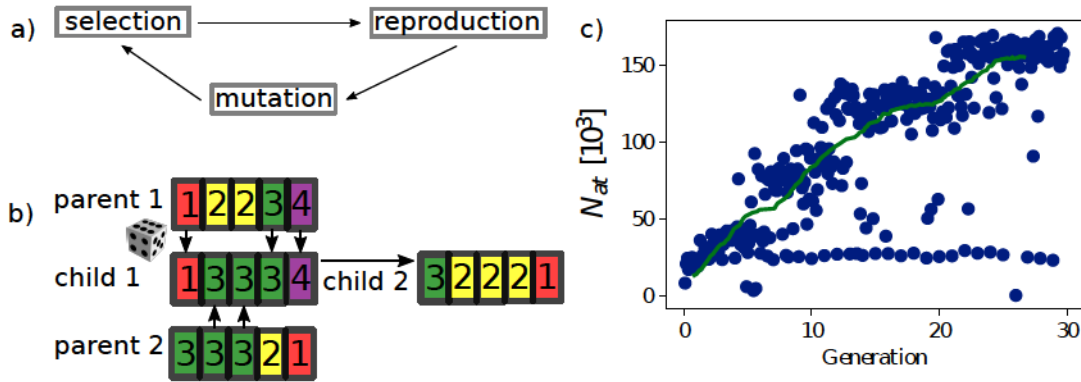 a)
selection
reproduction
mutation
b)
parent 1
1 2 2 3 4
child 1
1 3 3 3 4
child 2
3 2 2 2 1
parent 2
3 3 3 2 1
c)
N_at [10^3]
150
100
50
0
0 10 20 30
Generation